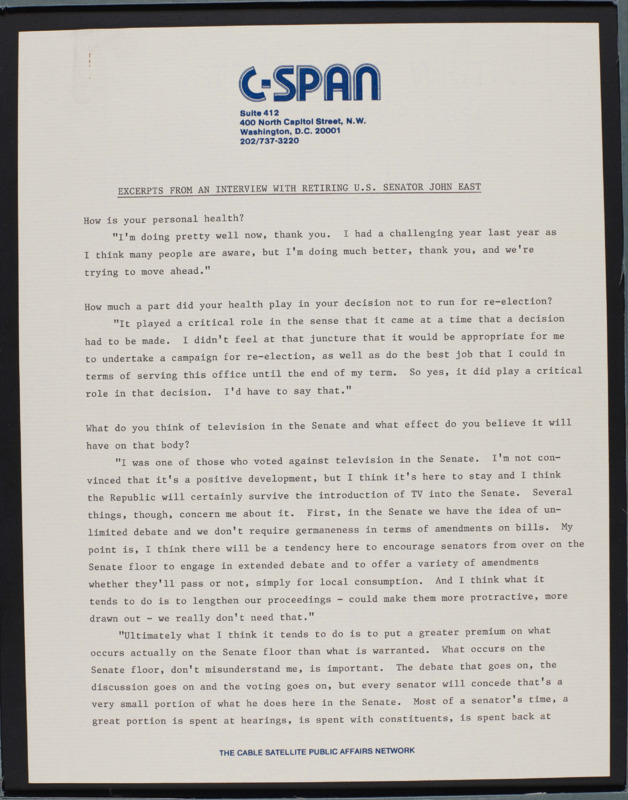 C-SPAN
Suite 412
400 North Capitol Street, N.W.
Washington, D.C. 20001
202/737-3220
EXCERPTS FROM AN INTERVIEW WITH RETIRING U.S. SENATOR JOHN EAST
How is your personal health?
"I'm doing pretty well now, thank you. I had a challenging year last year as
I think many people are aware, but I'm doing much better, thank you, and we're
trying to move ahead."
How much a part did your health play in your decision not to run for re-election?
"It played a critical role in the sense that it came at a time that a decision
had to be made. I didn't feel at that juncture that it would be appropriate for me
to undertake a campaign for re-election, as well as do the best job that I could in
terms of serving this office until the end of my term. So yes, it did play a critical
role in that decision. I'd have to say that."
What do you think of television in the Senate and what effect do you believe it will
have on that body?
"I was one of those who voted against television in the Senate. I'm not con-
vinced that it's a positive development, but I think it's here to stay and I think
the Republic will certainly survive the introduction of TV into the Senate. Several
things, though, concern me about it. First, in the Senate we have the idea of un-
limited debate and we don't require germaneness in terms of amendments on bills. My
point is, I think there will be a tendency here to encourage senators from over on the
Senate floor to engage in extended debate and to offer a variety of amendments
whether they'll pass or not, simply for local consumption. And I think what it
tends to do is to lengthen our proceedings - could make them more protractive, more
drawn out - we really don't need that."
"Ultimately what I think it tends to do is to put a greater premium on what
occurs actually on the Senate floor than what is warranted. What occurs on the
Senate floor, don't misunderstand me, is important. The debate that goes on, the
discussion goes on and the voting goes on, but every senator will concede that's a
very small portion of what he does here in the Senate. Most of a senator's time, a
great portion is spent at hearings, is spent with constituents, is spent back at
THE CABLE SATELLITE PUBLIC AFFAIRS NETWORK